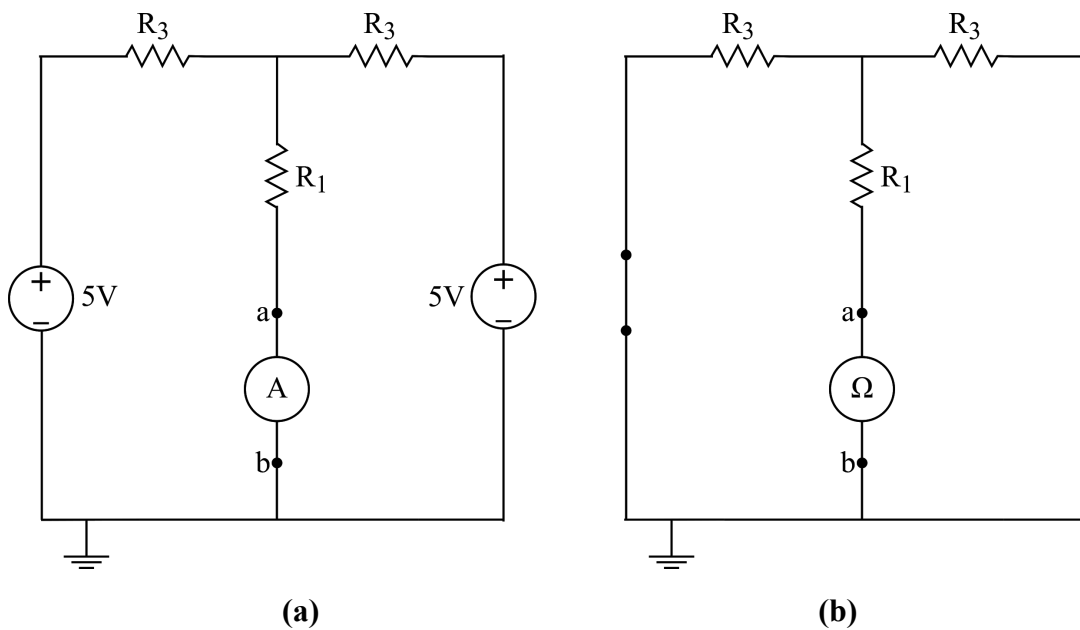 R3 R3 R3 R3
R1 R1
+ +
5V 5V
− −
a a
A Ω
b b
(a) (b)